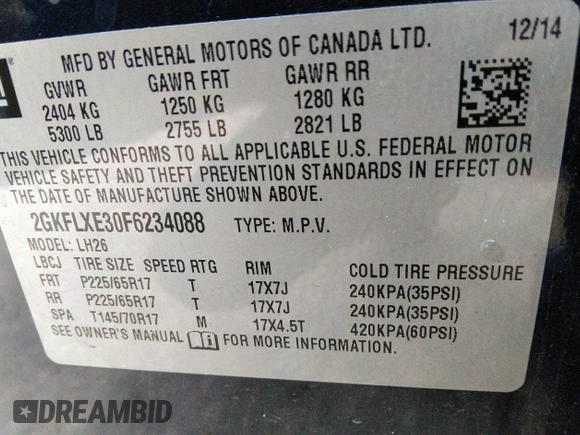 MFD BY GENERAL MOTORS OF CANADA LTD. 12/14
GVWR GAWR FRT GAWR RR
2404 KG 1250 KG 1280 KG
5300 LB 2755 LB 2821 LB
THIS VEHICLE CONFORMS TO ALL APPLICABLE U.S. FEDERAL MOTOR
VEHICLE SAFETY AND THEFT PREVENTION STANDARDS IN EFFECT ON
THE DATE OF MANUFACTURE SHOWN ABOVE.
2GKFLXE30F6234088 TYPE: M.P.V.
MODEL: LH26
LBCJ TIRE SIZE SPEED RTG RIM COLD TIRE PRESSURE
FRT P225/65R17 T 17X7J 240KPA(35PSI)
RR P225/65R17 T 17X7J 240KPA(35PSI)
SPA T145/70R17 M 17X4.5T 420KPA(60PSI)
SEE OWNER'S MANUAL FOR MORE INFORMATION.
DREAMBID